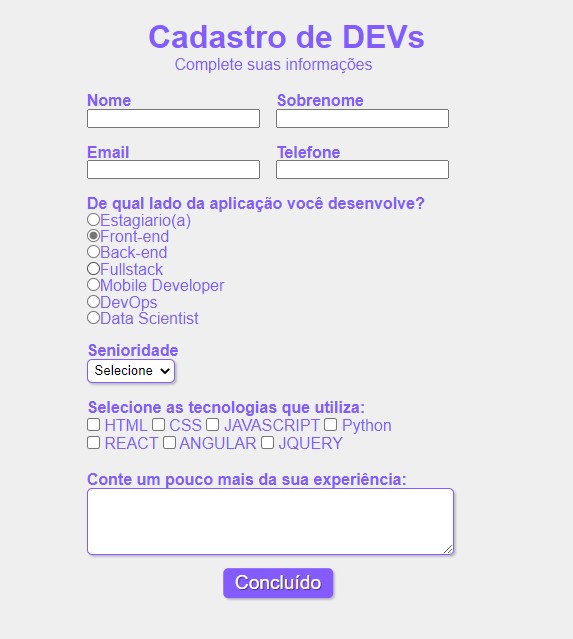 Cadastro de DEVs
Complete suas informações
Nome Sobrenome
Email Telefone
De qual lado da aplicação você desenvolve?
Estagiario(a)
Front-end
Back-end
Fullstack
Mobile Developer
DevOps
Data Scientist
Senioridade
Selecione
Selecione as tecnologias que utiliza:
HTML CSS JAVASCRIPT Python
REACT ANGULAR JQUERY
Conte um pouco mais da sua experiência:
Concluído